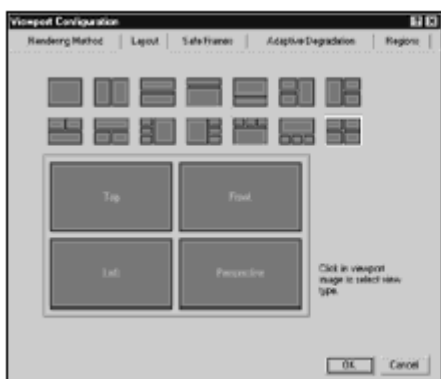 Viewport Configuration
Rendering Method
Layout
Safe Frames
Adaptive Degradation
Regions
Top
Front
Left
Perspective
Click in viewport
image to select view
type.
OK
Cancel